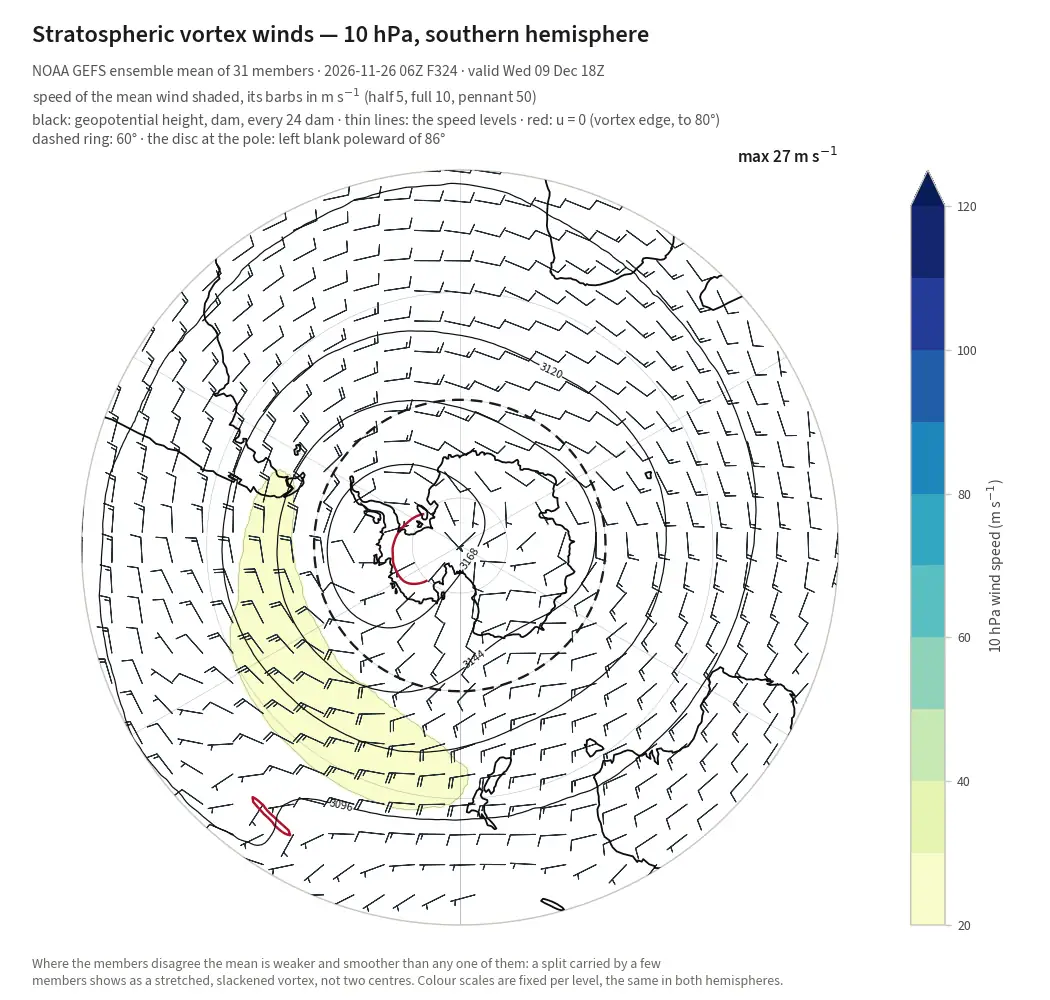 Stratospheric vortex winds — 10 hPa, southern hemisphere
NOAA GEFS ensemble mean of 31 members · 2026-11-26 06Z F324 · valid Wed 09 Dec 18Z
speed of the mean wind shaded, its barbs in m s⁻¹ (half 5, full 10, pennant 50)
black: geopotential height, dam, every 24 dam · thin lines: the speed levels · red: u = 0 (vortex edge, to 80°)
dashed ring: 60° · the disc at the pole: left blank poleward of 86°
max 27 m s⁻¹
120
100
80
60
40
20
10 hPa wind speed (m s⁻¹)
3120
3168
3144
3096
Where the members disagree the mean is weaker and smoother than any one of them: a split carried by a few
members shows as a stretched, slackened vortex, not two centres. Colour scales are fixed per level, the same in both hemispheres.